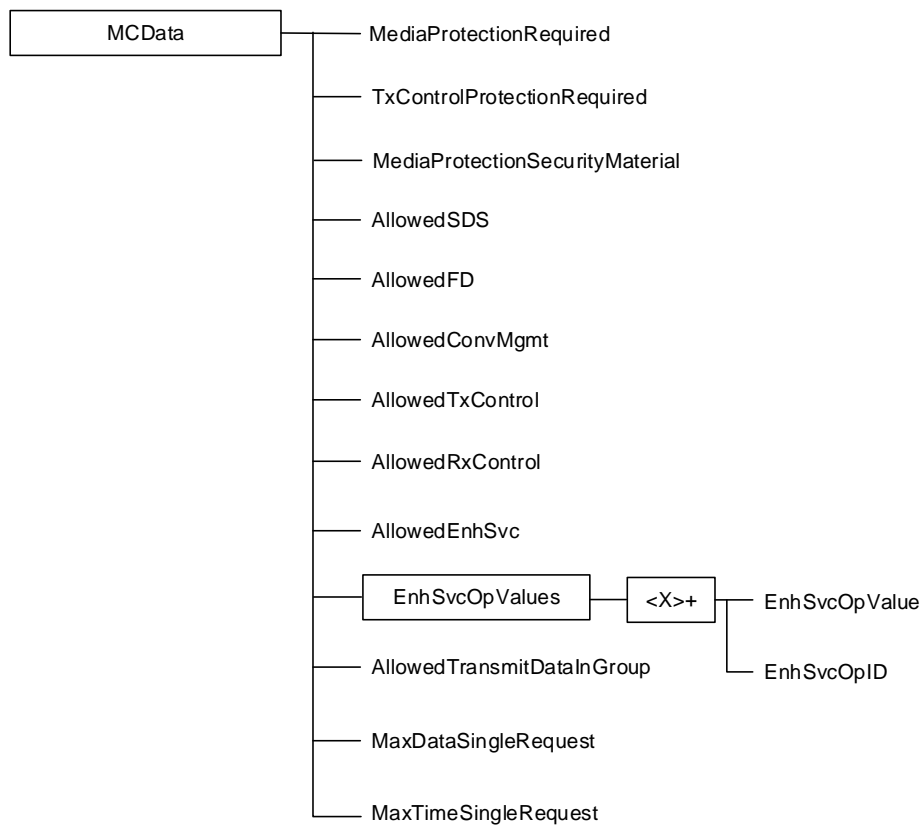 MCData
MediaProtectionRequired
TxControlProtectionRequired
MediaProtectionSecurityMaterial
AllowedSDS
AllowedFD
AllowedConvMgmt
AllowedTxControl
AllowedRxControl
AllowedEnhSvc
EnhSvcOpValues
<X>+
EnhSvcOpValue
EnhSvcOpID
AllowedTransmitDataInGroup
MaxDataSingleRequest
MaxTimeSingleRequest